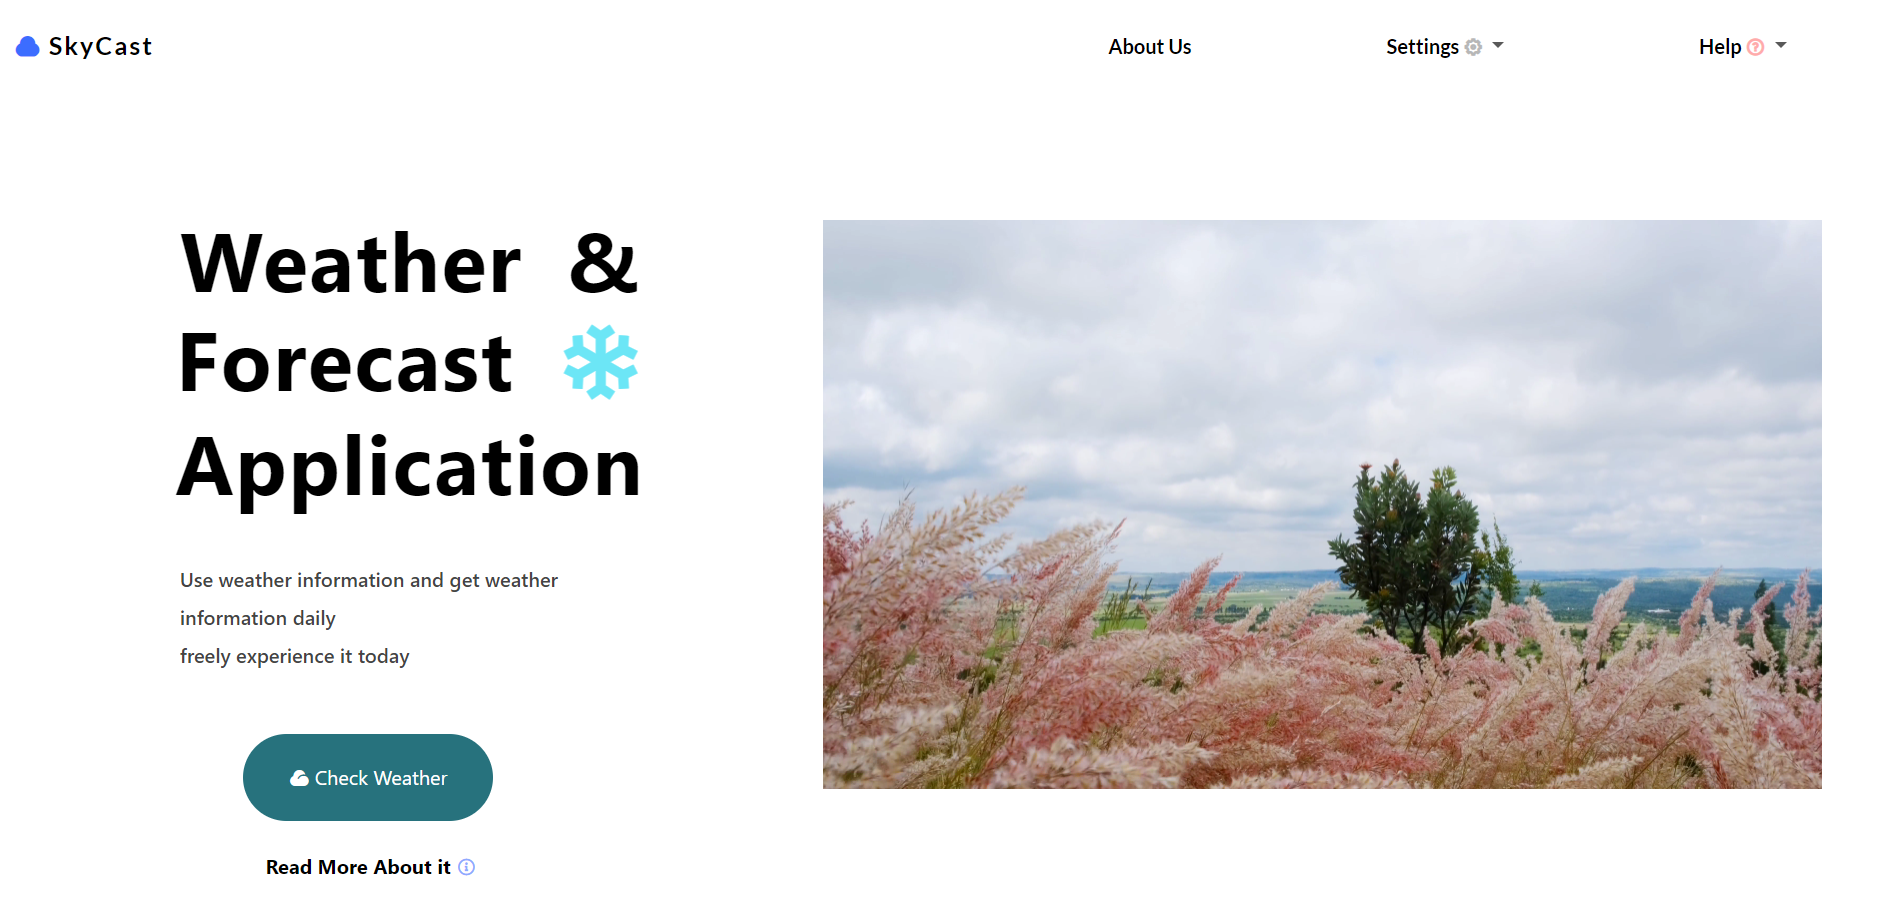 SkyCast
About Us
Settings
Help
Weather &
Forecast
Application
Use weather information and get weather
information daily
freely experience it today
Check Weather
Read More About it